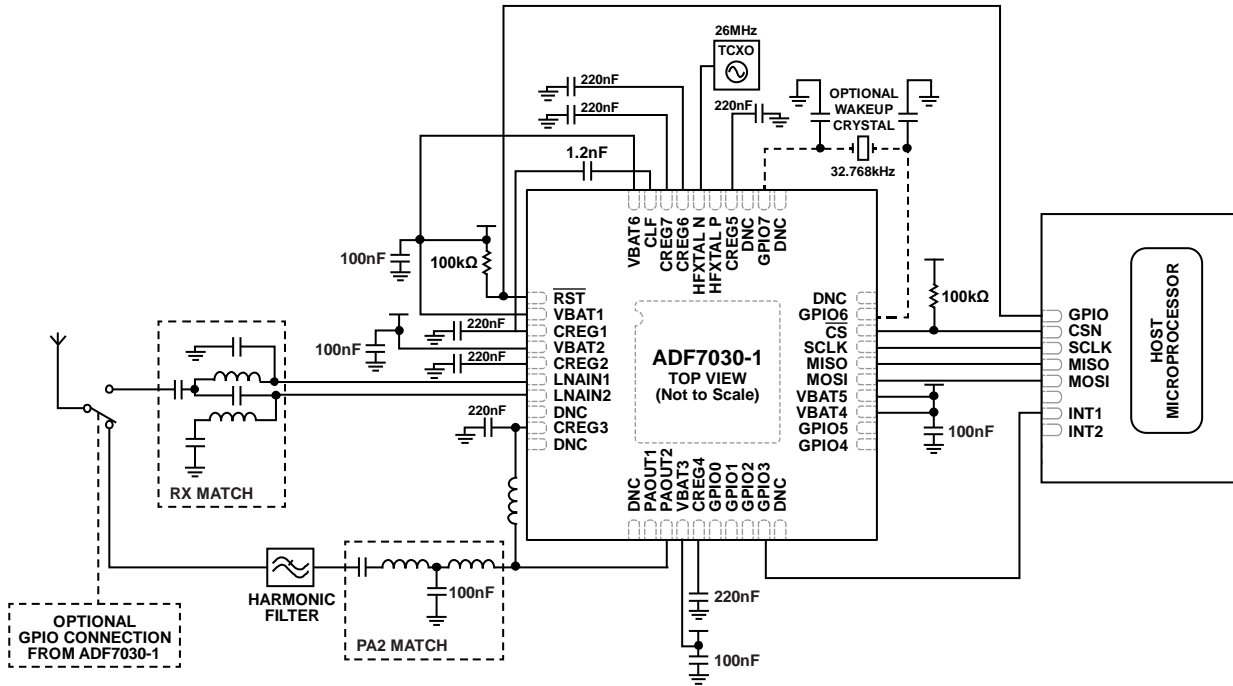 26MHz
TCXO
220nF
220nF
220nF
OPTIONAL
WAKEUP
CRYSTAL
32.768kHz
1.2nF
VBAT6
CLF
CREG7
CREG6
HFXTAL N
HFXTAL P
CREG5
DNC
GPIO7
DNC
100nF
100kΩ
100nF
220nF
220nF
220nF
RST
VBAT1
CREG1
VBAT2
CREG2
LNAIN1
LNAIN2
DNC
CREG3
DNC
ADF7030-1
TOP VIEW
(Not to Scale)
DNC
GPIO6
CS
SCLK
MISO
MOSI
VBAT5
VBAT4
GPIO5
GPIO4
100kΩ
100nF
GPIO
CSN
SCLK
MISO
MOSI
INT1
INT2
HOST
MICROPROCESSOR
DNC
PAOUT1
PAOUT2
VBAT3
CREG4
GPIO0
GPIO1
GPIO2
GPIO3
DNC
RX MATCH
HARMONIC
FILTER
100nF
PA2 MATCH
220nF
100nF
OPTIONAL
GPIO CONNECTION
FROM ADF7030-1